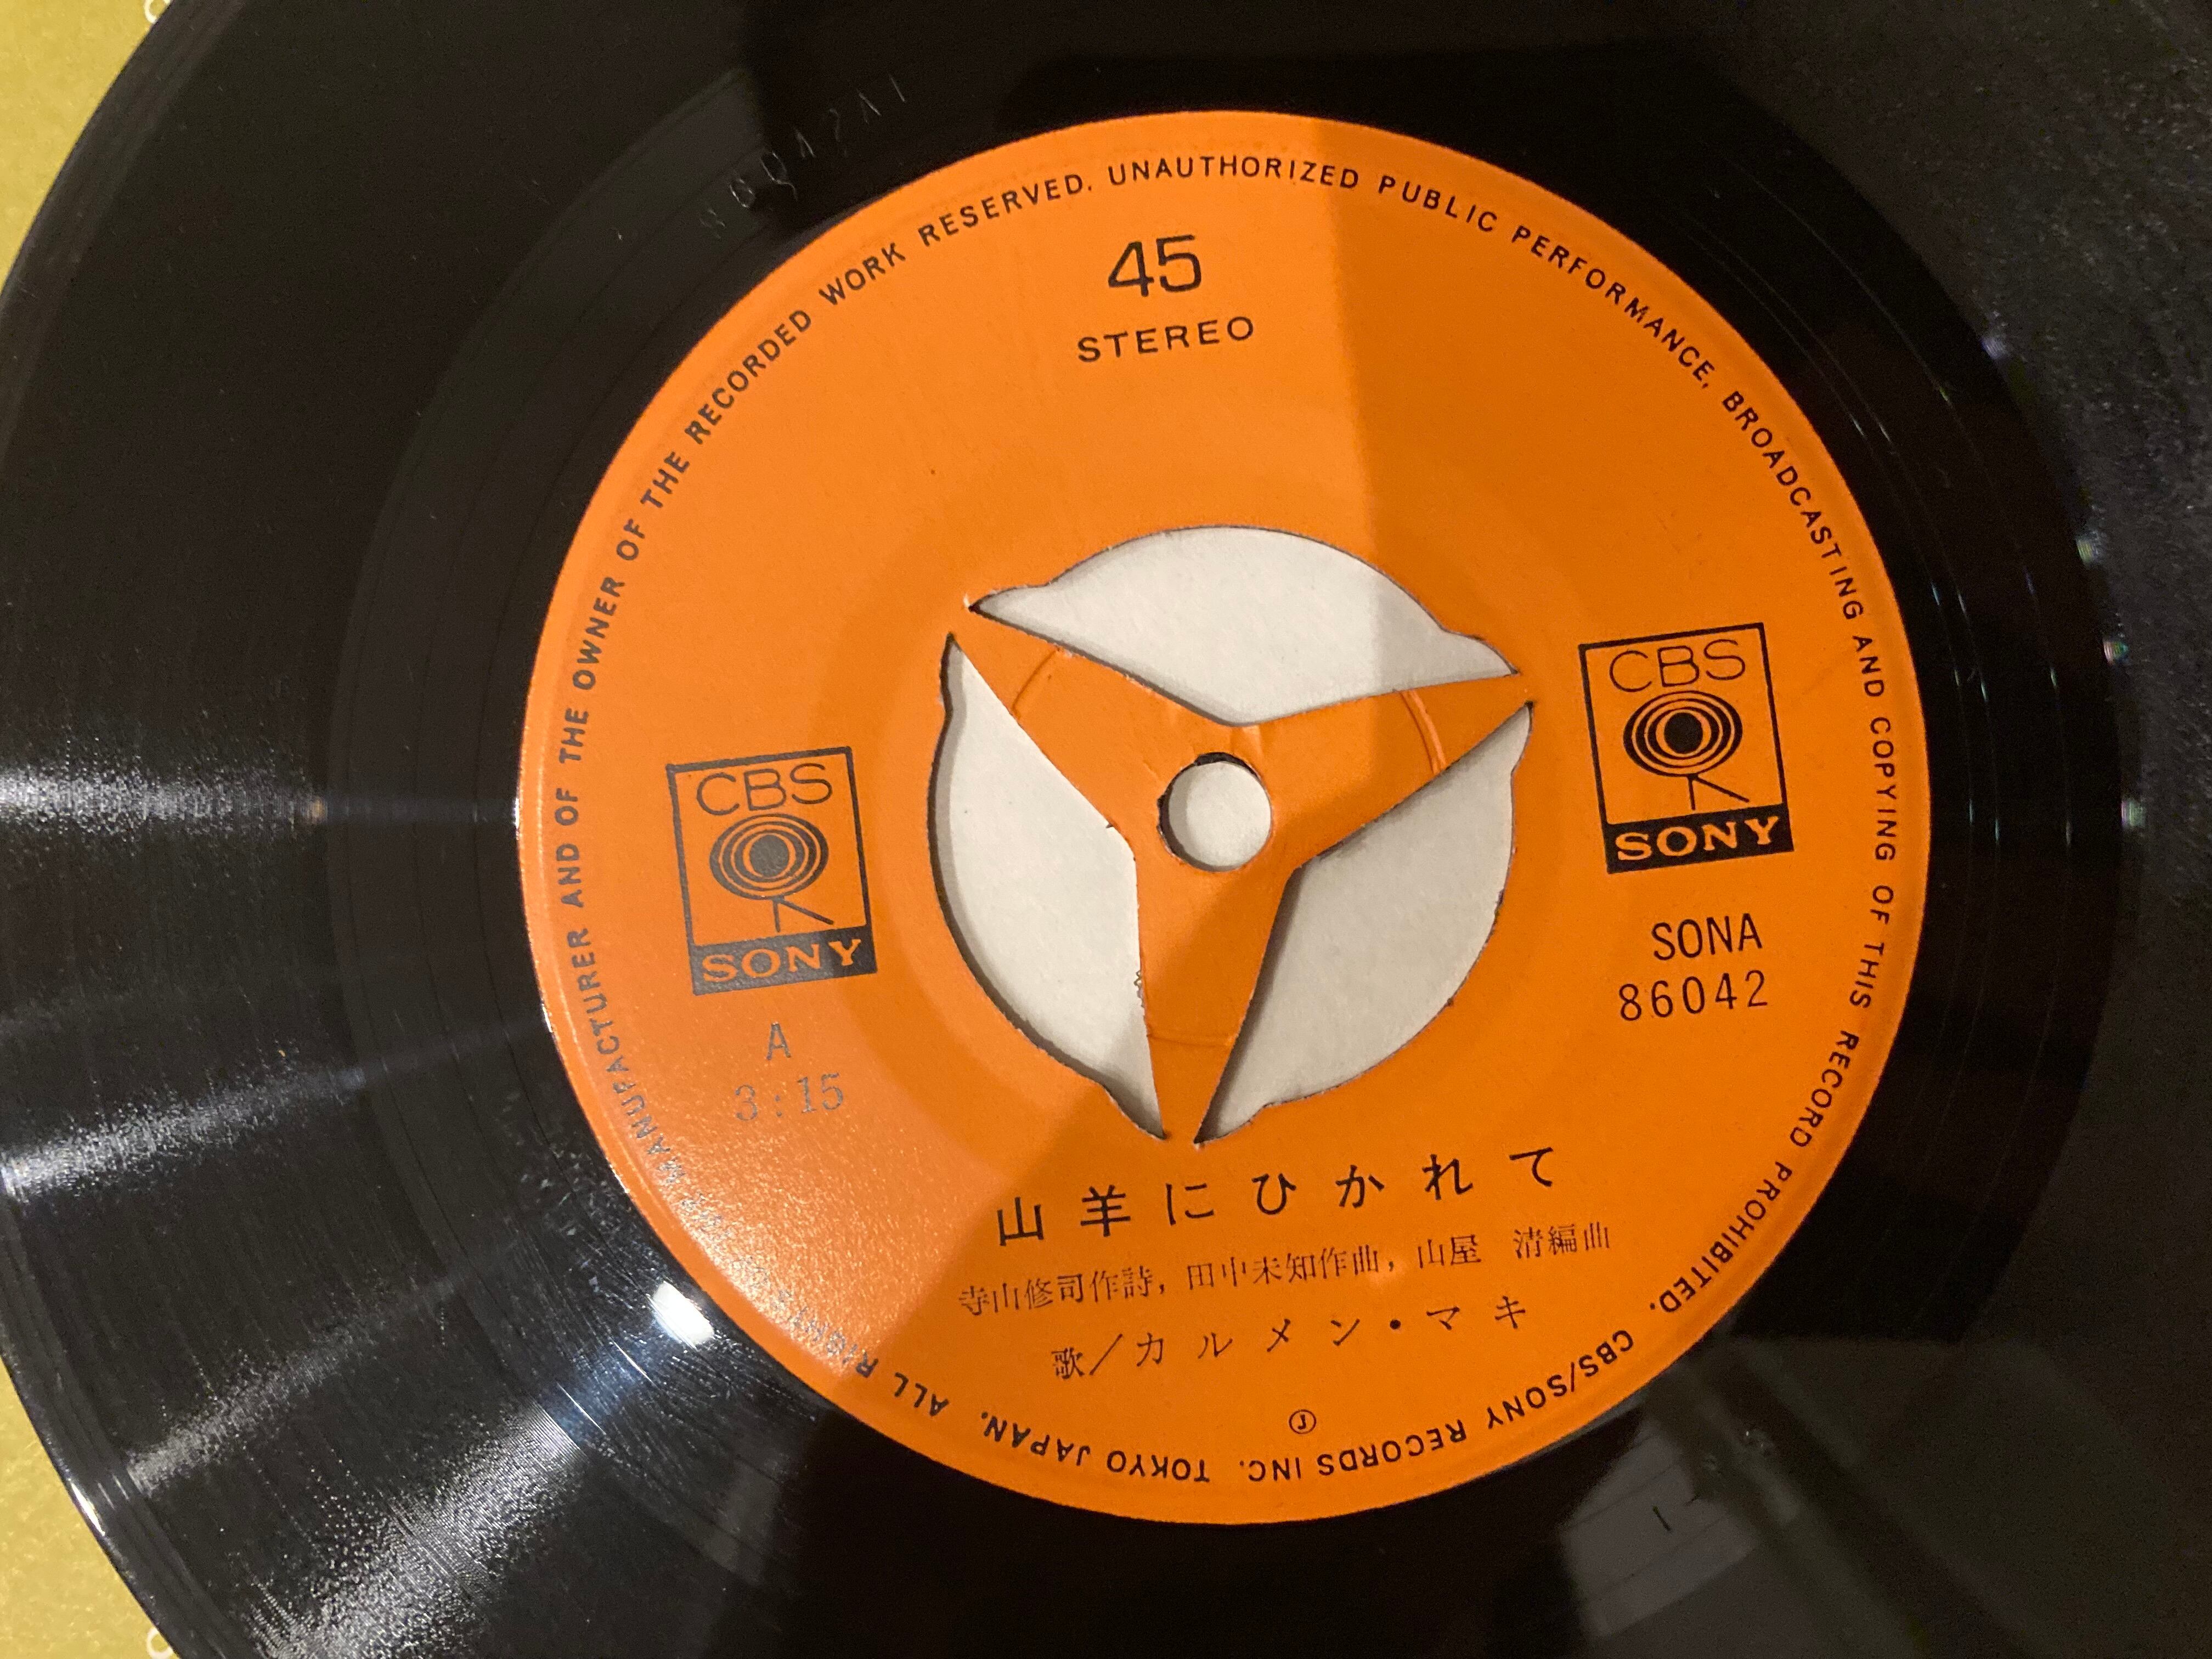 45
STEREO
CBS
SONY
A
3:15
CBS
SONY
SONA
86042
山羊にひかれて
寺山修司作詩，田中未知作曲，山屋　清編曲
歌／カルメン・マキ
Ⓙ
MANUFACTURER AND OF THE OWNER OF THE RECORDED WORK RESERVED. UNAUTHORIZED PUBLIC PERFORMANCE, BROADCASTING AND COPYING OF THIS RECORD PROHIBITED.
CBS/SONY RECORDS INC. TOKYO JAPAN. ALL RIGHTS